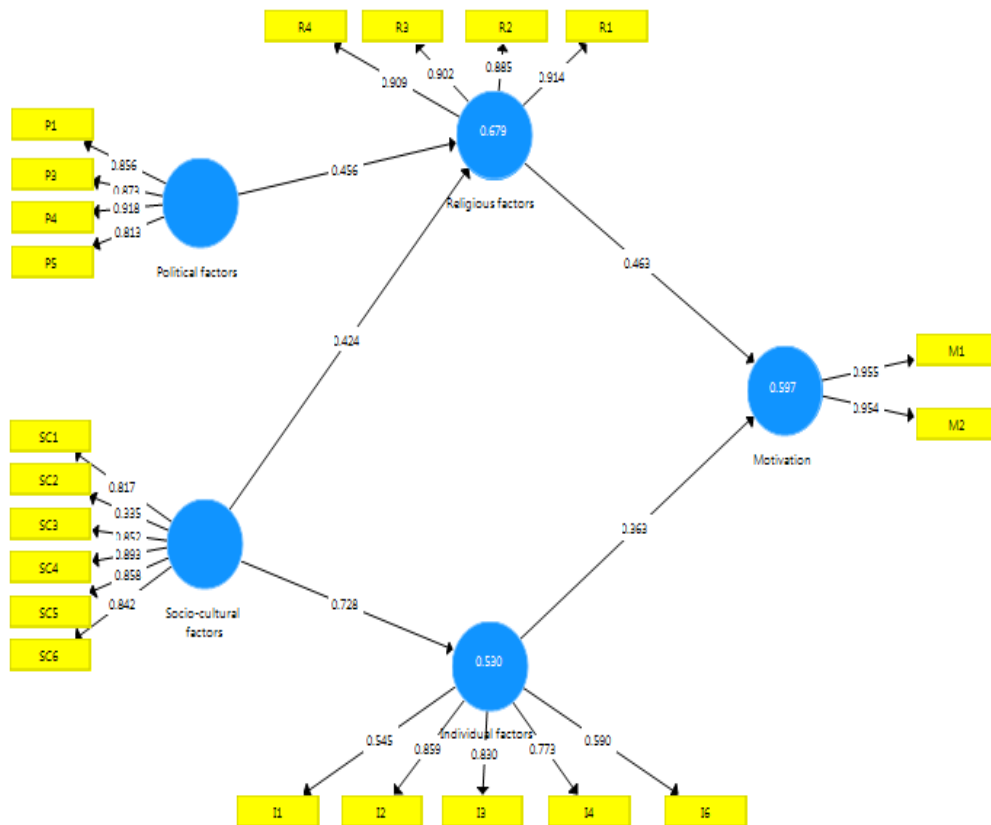 R4
R3
R2
R1
0.909
0.902
0.885
0.914
P1
P3
P4
P5
0.856
0.873
0.918
0.813
Political factors
0.456
0.679
Religious factors
0.424
0.463
SC1
SC2
SC3
SC4
SC5
SC6
0.817
0.335
0.852
0.893
0.858
0.842
Socio-cultural
factors
0.728
0.597
Motivation
0.955
0.954
M1
M2
0.363
0.530
Individual factors
0.545
0.859
0.830
0.773
0.590
I1
I2
I3
I4
I6